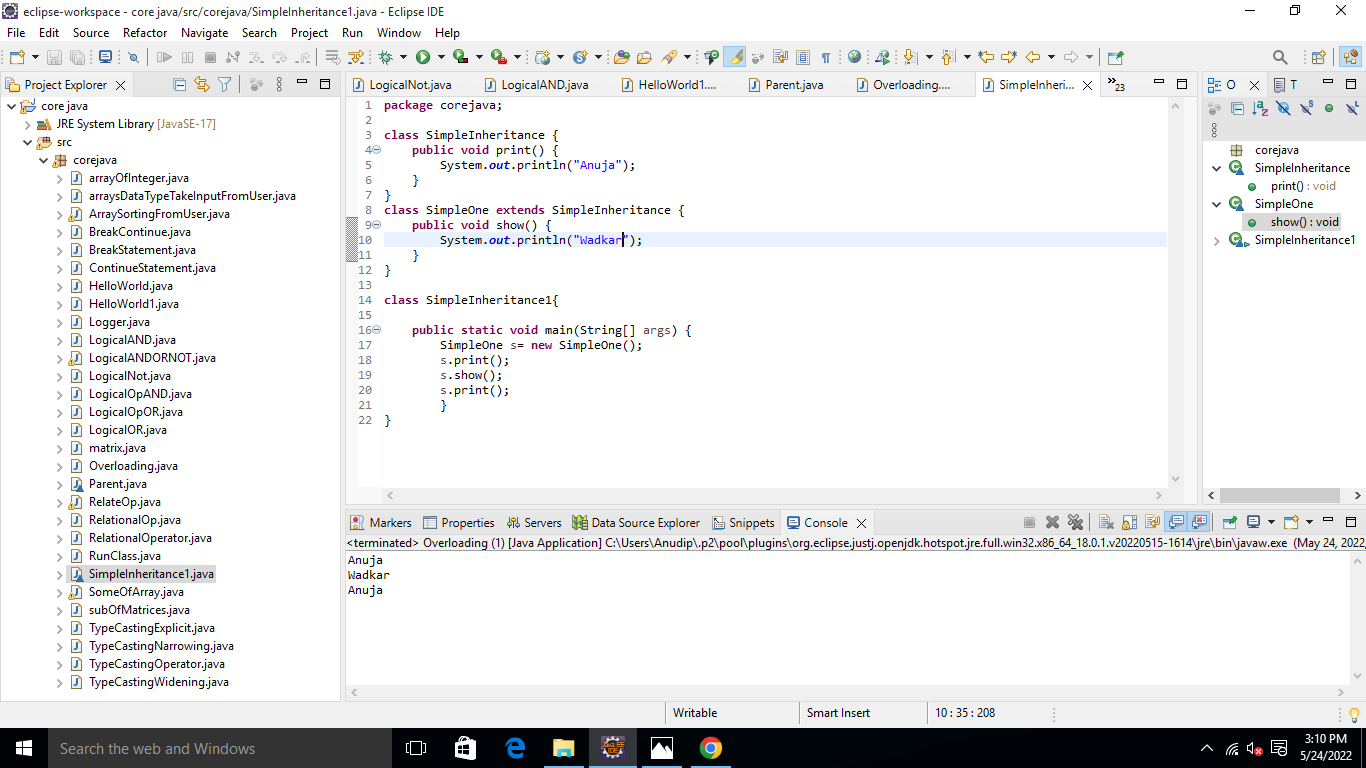 eclipse-workspace - core java/src/corejava/SimpleInheritance1.java - Eclipse IDE
File Edit Source Refactor Navigate Search Project Run Window Help
Project Explorer
core java
JRE System Library [JavaSE-17]
src
corejava
arrayOfInteger.java
arraysDataTypeTakeInputFromUser.java
ArraySortingFromUser.java
BreakContinue.java
BreakStatement.java
ContinueStatement.java
HelloWorld.java
HelloWorld1.java
Logger.java
LogicalAND.java
LogicalANDORNOT.java
LogicalNot.java
LogicalOpAND.java
LogicalOpOR.java
LogicalOR.java
matrix.java
Overloading.java
Parent.java
RelateOp.java
RelationalOp.java
RelationalOperator.java
RunClass.java
SimpleInheritance1.java
SomeOfArray.java
subOfMatrices.java
TypeCastingExplicit.java
TypeCastingNarrowing.java
TypeCastingOperator.java
TypeCastingWidening.java
LogicalNot.java LogicalAND.java HelloWorld1.... Parent.java Overloading.... SimpleInheri... »23
1 package corejava;
2
3 class SimpleInheritance {
4 public void print() {
5 System.out.println("Anuja");
6 }
7 }
8 class SimpleOne extends SimpleInheritance {
9 public void show() {
10 System.out.println("Wadkar");
11 }
12 }
13
14 class SimpleInheritance1{
15
16 public static void main(String[] args) {
17 SimpleOne s= new SimpleOne();
18 s.print();
19 s.show();
20 s.print();
21 }
22 }
O T
corejava
SimpleInheritance
print() : void
SimpleOne
show() : void
SimpleInheritance1
Markers Properties Servers Data Source Explorer Snippets Console
<terminated> Overloading (1) [Java Application] C:\Users\Anudip\.p2\pool\plugins\org.eclipse.justj.openjdk.hotspot.jre.full.win32.x86_64_18.0.1.v20220515-1614\jre\bin\javaw.exe (May 24, 2022,
Anuja
Wadkar
Anuja
Writable Smart Insert 10 : 35 : 208
Search the web and Windows
3:10 PM
5/24/2022